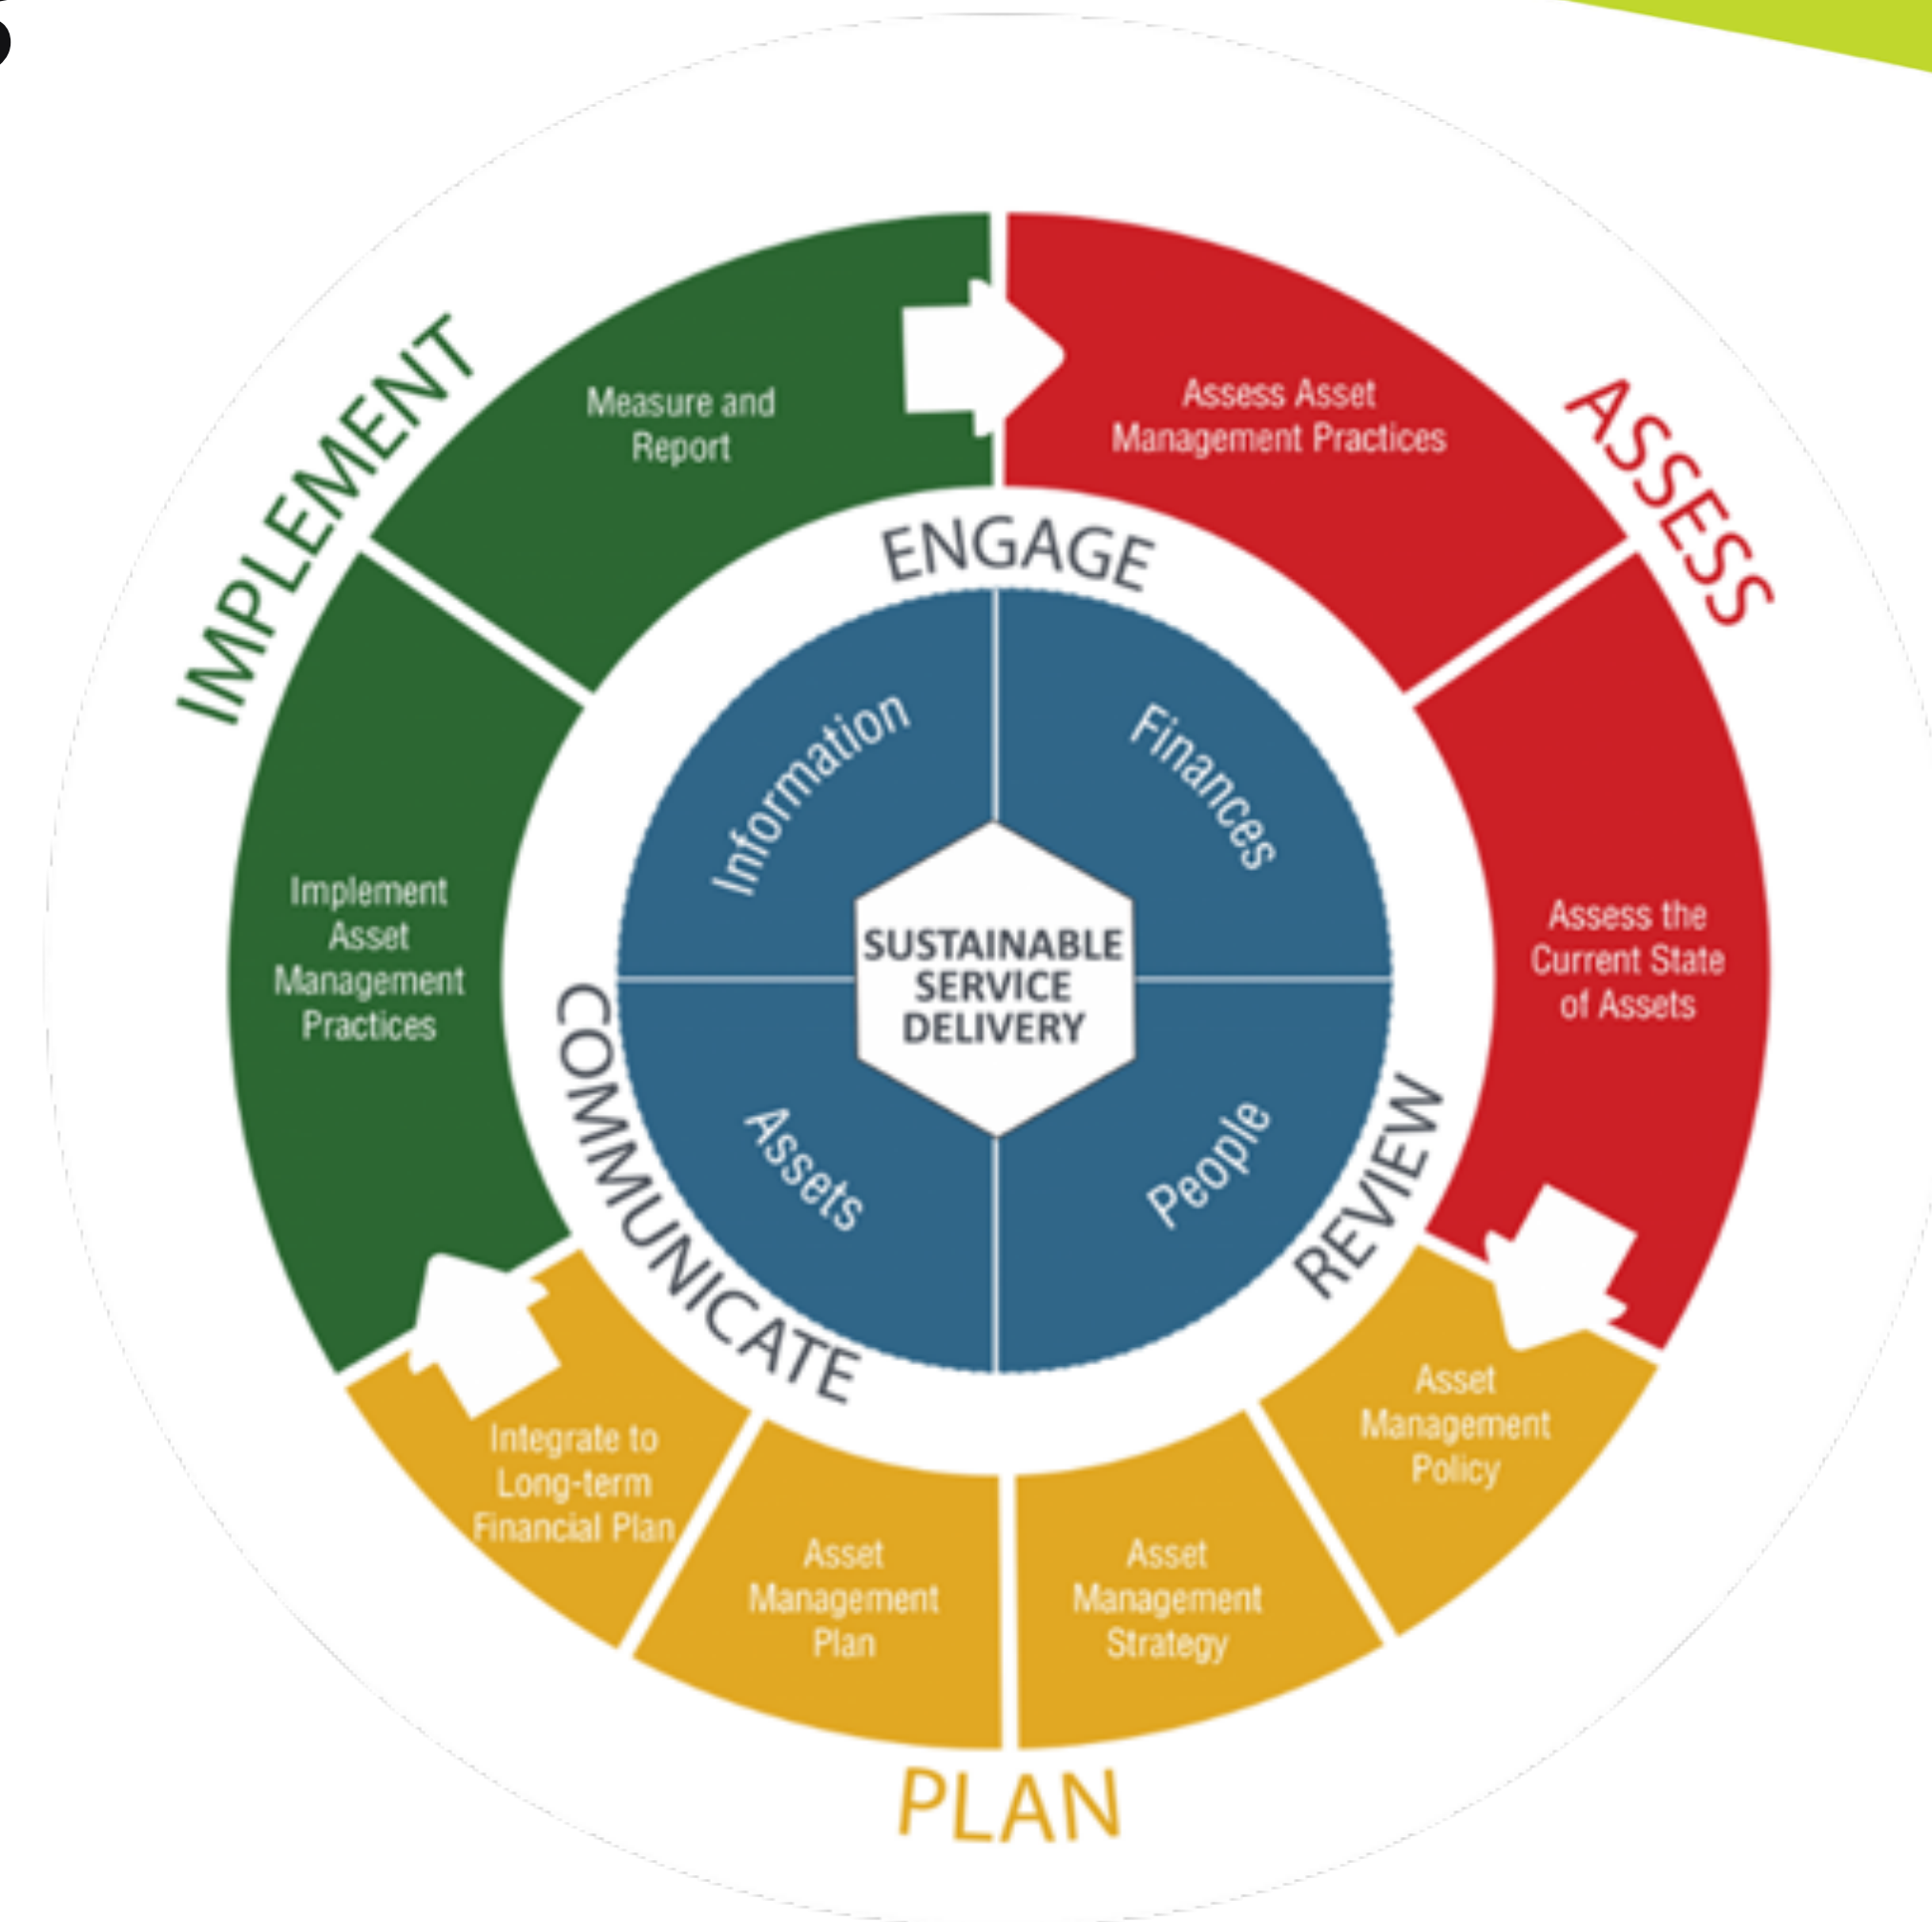 IMPLEMENT
ASSESS
PLAN
Measure and
Report
Assess Asset
Management Practices
Assess the
Current State
of Assets
Asset
Management
Policy
Asset
Management
Strategy
Asset
Management
Plan
Integrate to
Long-term
Financial Plan
Implement
Asset
Management
Practices
ENGAGE
REVIEW
COMMUNICATE
Information
Finances
People
Assets
SUSTAINABLE
SERVICE
DELIVERY